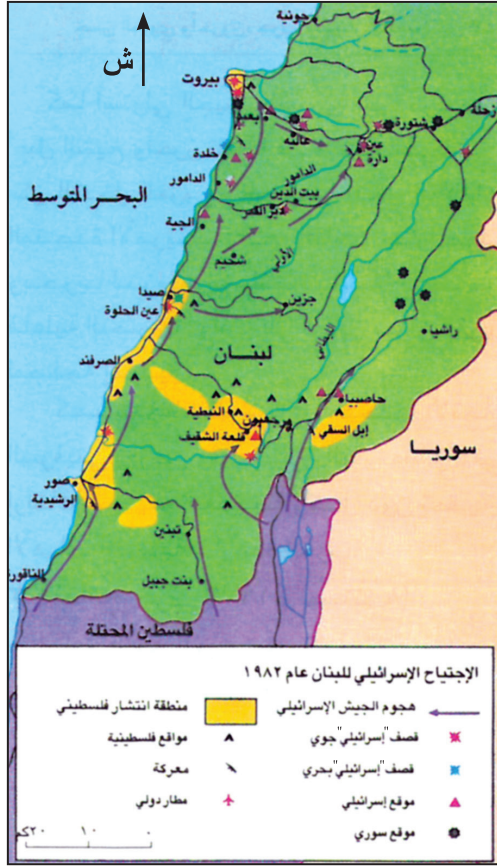 ش
جونية
بيروت
بعبدا
عاليه
شتورة
زحلة
عين
دارة
خلدة
الدامور
الدامور
بيت الدين
دير القمر
الجية
البحر المتوسط
شحيم
الأولي
صيدا
عين الحلوة
جزين
لبنان
الليطاني
راشيا
الصرفند
حاصبيا
النبطية
مرجعيون
إبل السقي
قلعة الشقيف
سوريا
صور
الرشيدية
تبنين
الناقورة
بنت جبيل
فلسطين المحتلة
الإجتياح الإسرائيلي للبنان عام ١٩٨٢
هجوم الجيش الإسرائيلي
منطقة انتشار فلسطيني
قصف "إسرائيلي" جوي
مواقع فلسطينية
قصف "إسرائيلي" بحري
معركة
موقع إسرائيلي
مطار دولي
موقع سوري
٠ ١٠ ٢٠كم